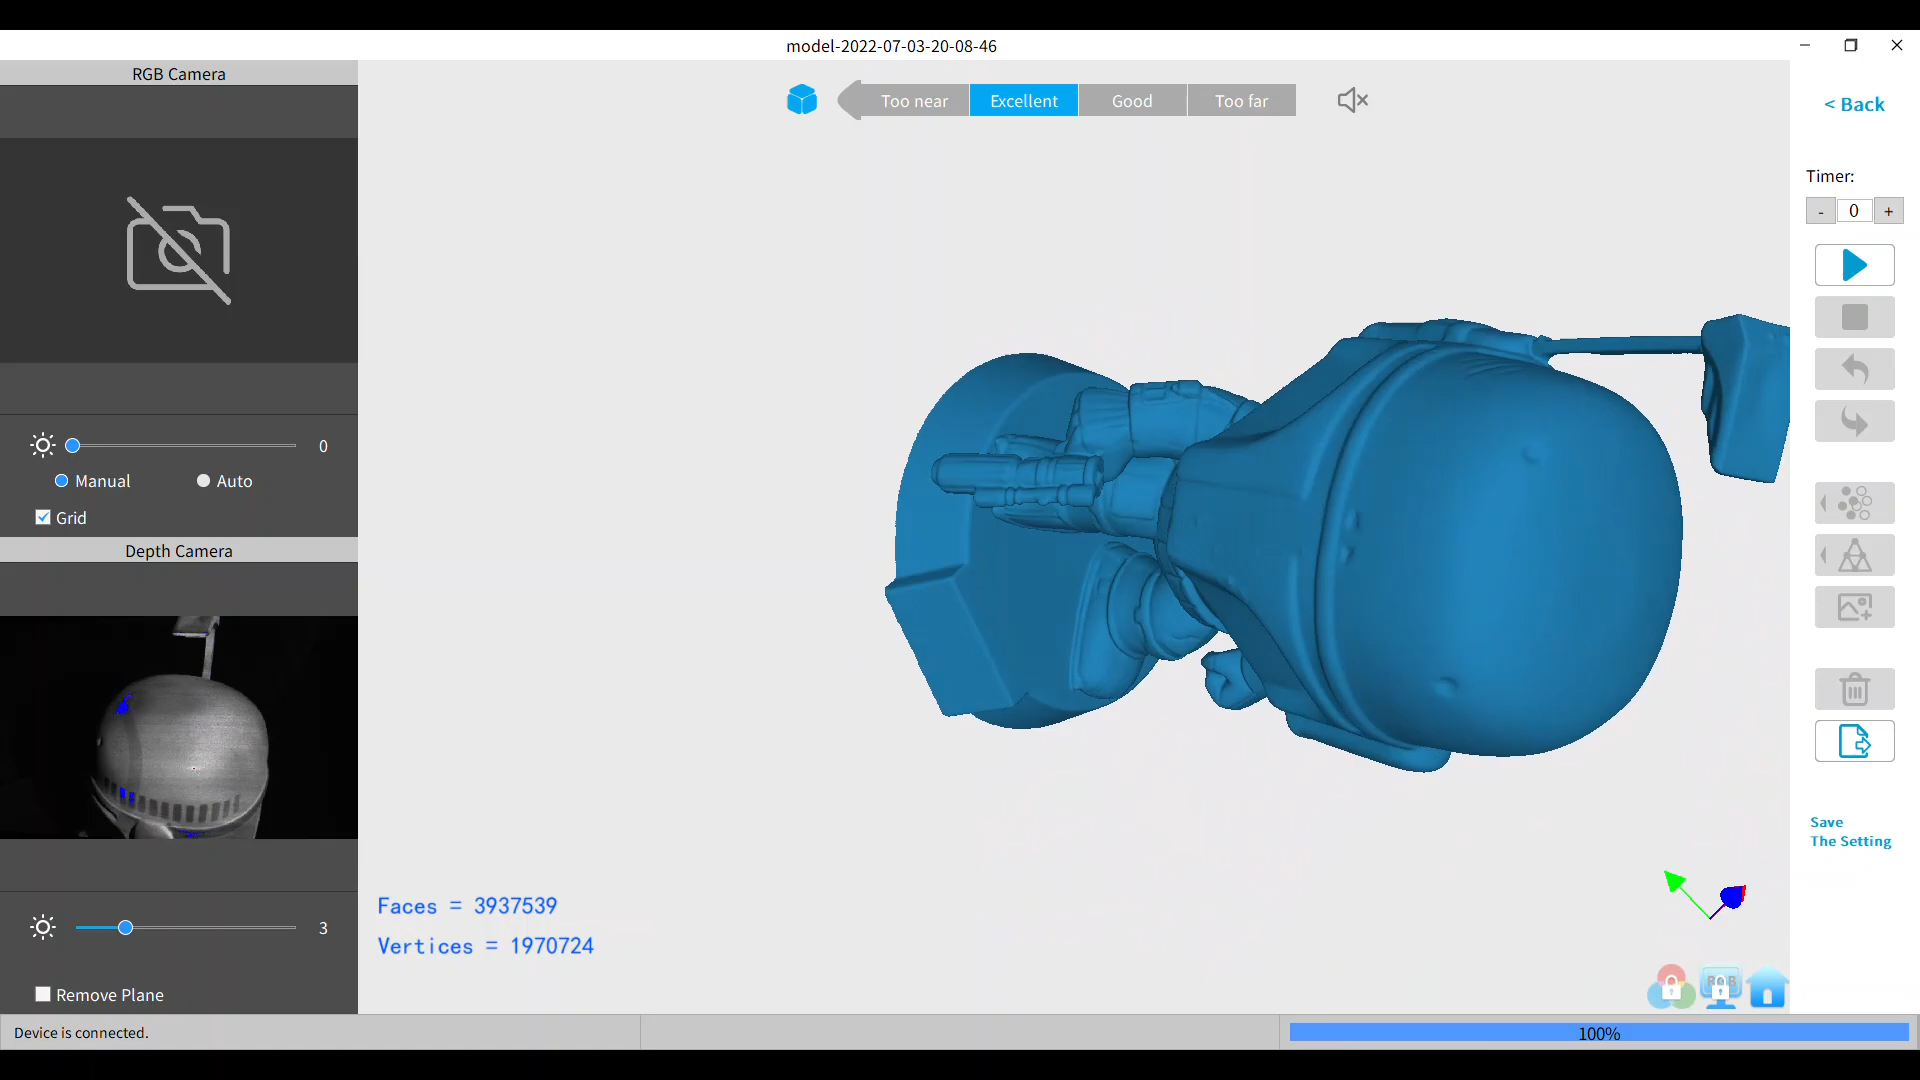 model-2022-07-03-20-08-46
RGB Camera
Too near
Excellent
Good
Too far
< Back
Timer:
- 0 +
0
Manual
Auto
Grid
Depth Camera
Save
The Setting
Faces = 3937539
Vertices = 1970724
3
Remove Plane
RGB
Device is connected.
100%